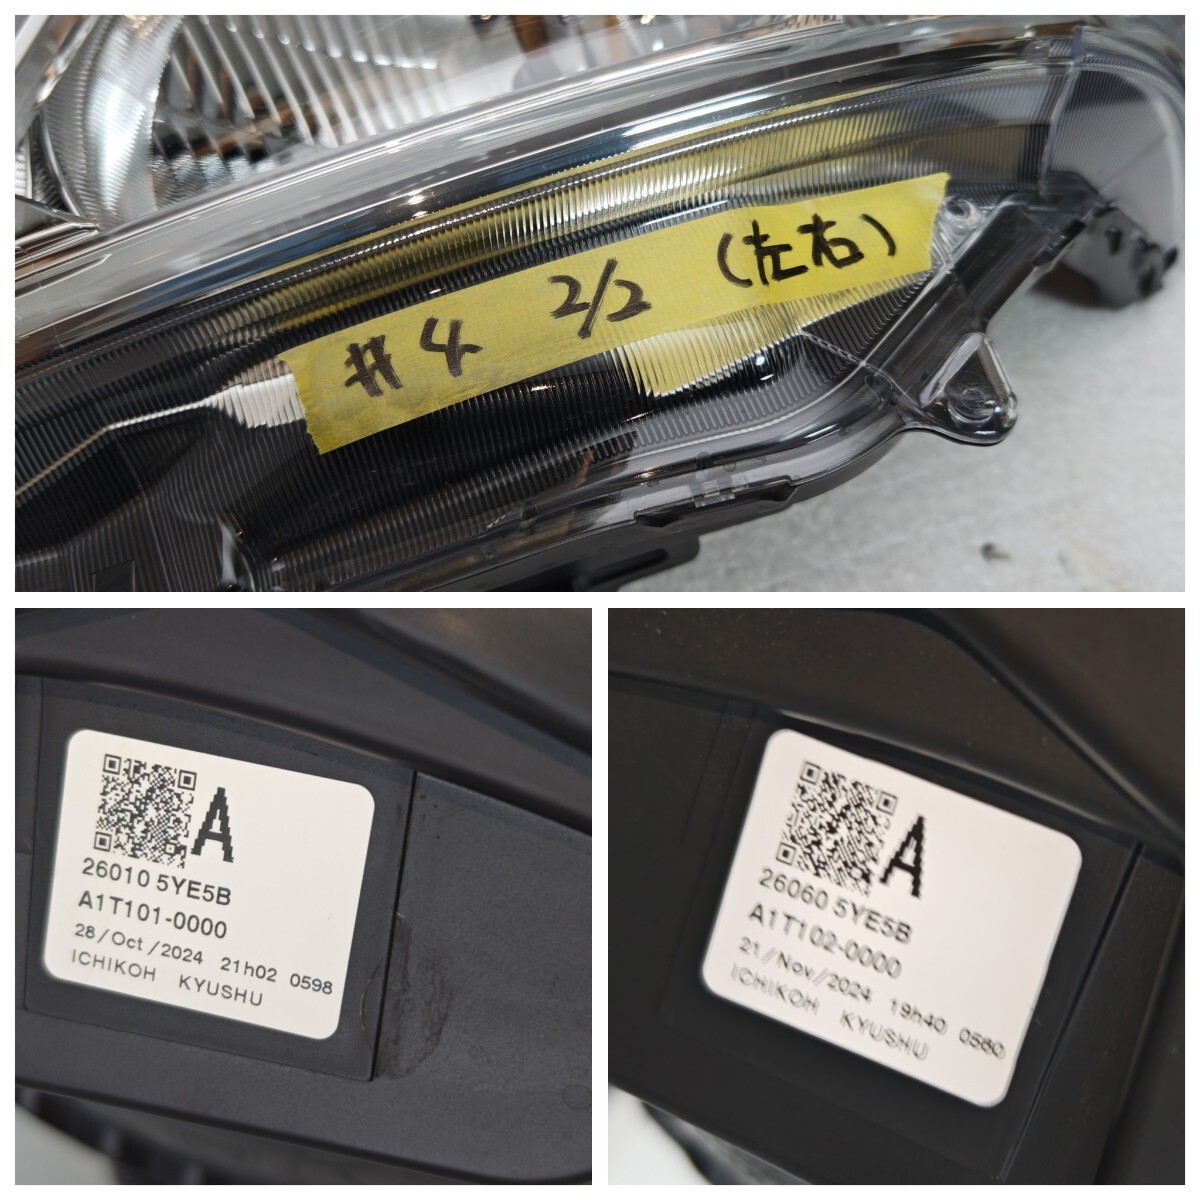 #4 2/2 (左右)
A
26010 5YE5B
A1T101-0000
28/Oct/2024 21h02 0598
ICHIKOH KYUSHU
A
26060 5YE5B
A1T102-0000
21/Nov/2024 19h40 0560
ICHIKOH KYUSHU